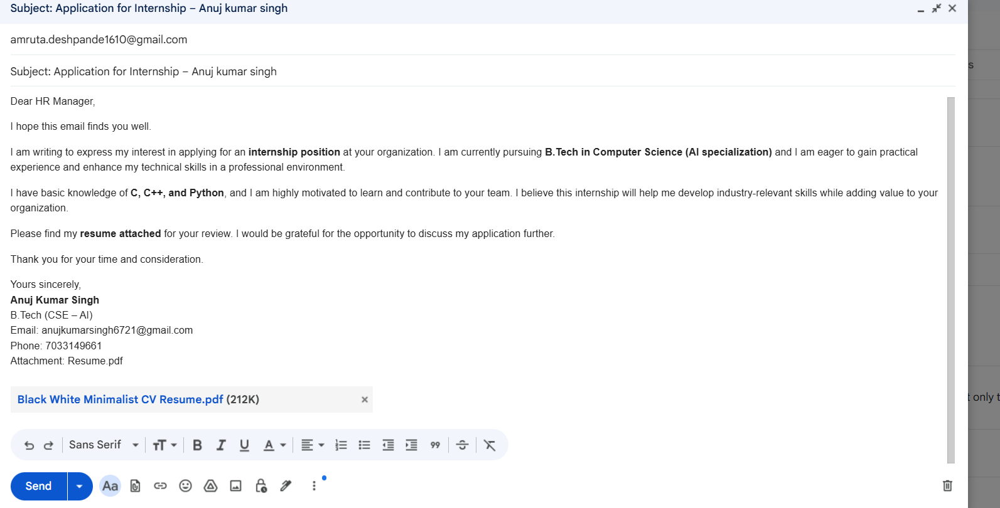 Subject: Application for Internship – Anuj kumar singh
amruta.deshpande1610@gmail.com
Subject: Application for Internship – Anuj kumar singh
s
Dear HR Manager,
I hope this email finds you well.
I am writing to express my interest in applying for an internship position at your organization. I am currently pursuing B.Tech in Computer Science (AI specialization) and I am eager to gain practical
experience and enhance my technical skills in a professional environment.
I have basic knowledge of C, C++, and Python, and I am highly motivated to learn and contribute to your team. I believe this internship will help me develop industry-relevant skills while adding value to your
organization.
Please find my resume attached for your review. I would be grateful for the opportunity to discuss my application further.
Thank you for your time and consideration.
Yours sincerely,
Anuj Kumar Singh
B.Tech (CSE – AI)
Email: anujkumarsingh6721@gmail.com
Phone: 7033149661
Attachment: Resume.pdf
Black White Minimalist CV Resume.pdf (212K)
t only t
Sans Serif
Send